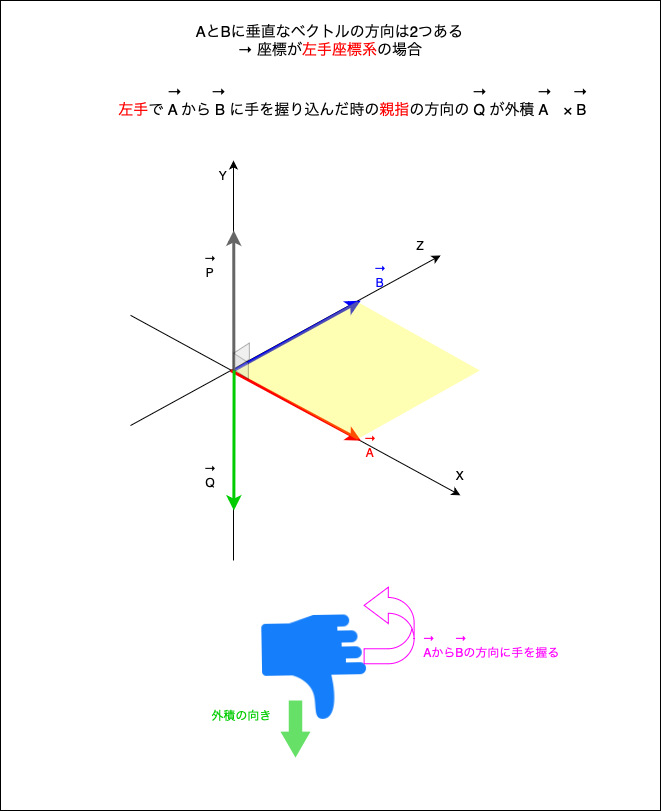 AとBに垂直なベクトルの方向は2つある
→ 座標が左手座標系の場合
左手で A から B に手を握り込んだ時の親指の方向の Q が外積 A × B
Y
Z
P
B
A
Q
X
AからBの方向に手を握る
外積の向き